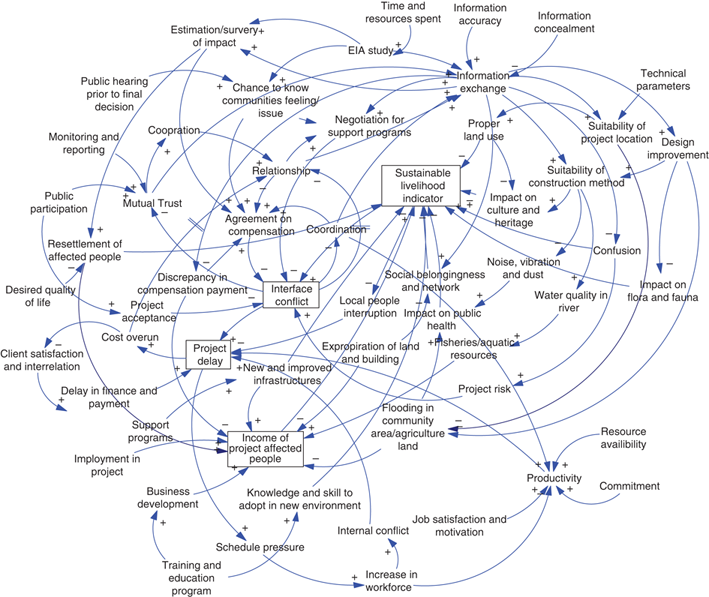 Time and
resources spent
Information
accuracy
Information
concealment
Estimation/survery
of impact
EIA study
Information
exchange
Public hearing
prior to final
decision
Chance to know
communities feeling/
issue
Technical
parameters
Negotiation for
support programs
Proper
land use
Suitability of
project location
Design
improvement
Monitoring and
reporting
Coopration
Relationship
Sustainable
livelihood
indicator
Suitability of
construction method
Public
participation
Mutual Trust
Impact on
culture and
heritage
Agreement on
compensation
Coordination
Resettlement of
affected people
Confusion
Desired quality
of life
Discrepancy in
compensation payment
Social belongingness
and network
Noise, vibration
and dust
Impact on
flora and fauna
Project
acceptance
Interface
conflict
Local people
interruption
Impact on public
health
Water quality in
river
Cost overun
Client satisfaction
and interrelation
Project
delay
Expropriation of land
and building
Fisheries/aquatic
resources
New and improved
infrastructures
Delay in finance and
payment
Project risk
Support
programs
Flooding in
community
area/agriculture
land
Income of
project affected
people
Resource
availibility
Imployment in
project
Productivity
Commitment
Business
development
Knowledge and skill to
adopt in new environment
Job satisfaction and
motivation
Internal conflict
Schedule pressure
Training and
education
program
Increase in
workforce